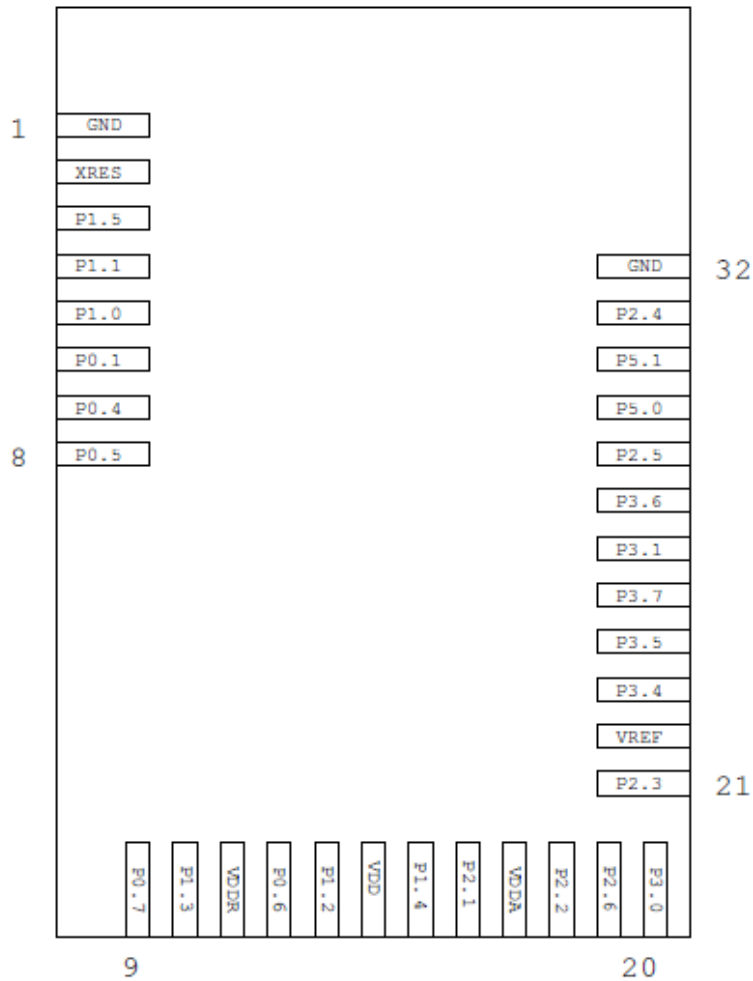 1 GND
XRES
P1.5
P1.1
P1.0
P0.1
P0.4
8 P0.5
GND 32
P2.4
P5.1
P5.0
P2.5
P3.6
P3.1
P3.7
P3.5
P3.4
VREF
P2.3 21
P0.7
P1.3
VDDR
P0.6
P1.2
VDD
P1.4
P2.1
VDDA
P2.2
P2.6
P3.0
9 20